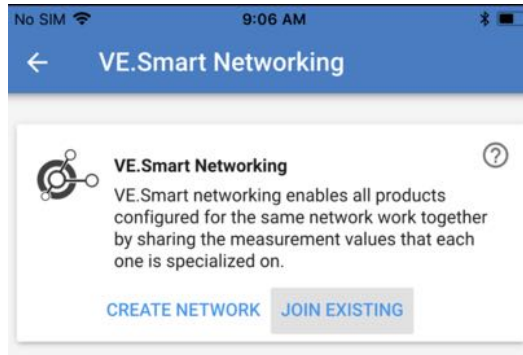 No SIM 9:06 AM
VE.Smart Networking
VE.Smart Networking
VE.Smart networking enables all products
configured for the same network work together
by sharing the measurement values that each
one is specialized on.
CREATE NETWORK JOIN EXISTING